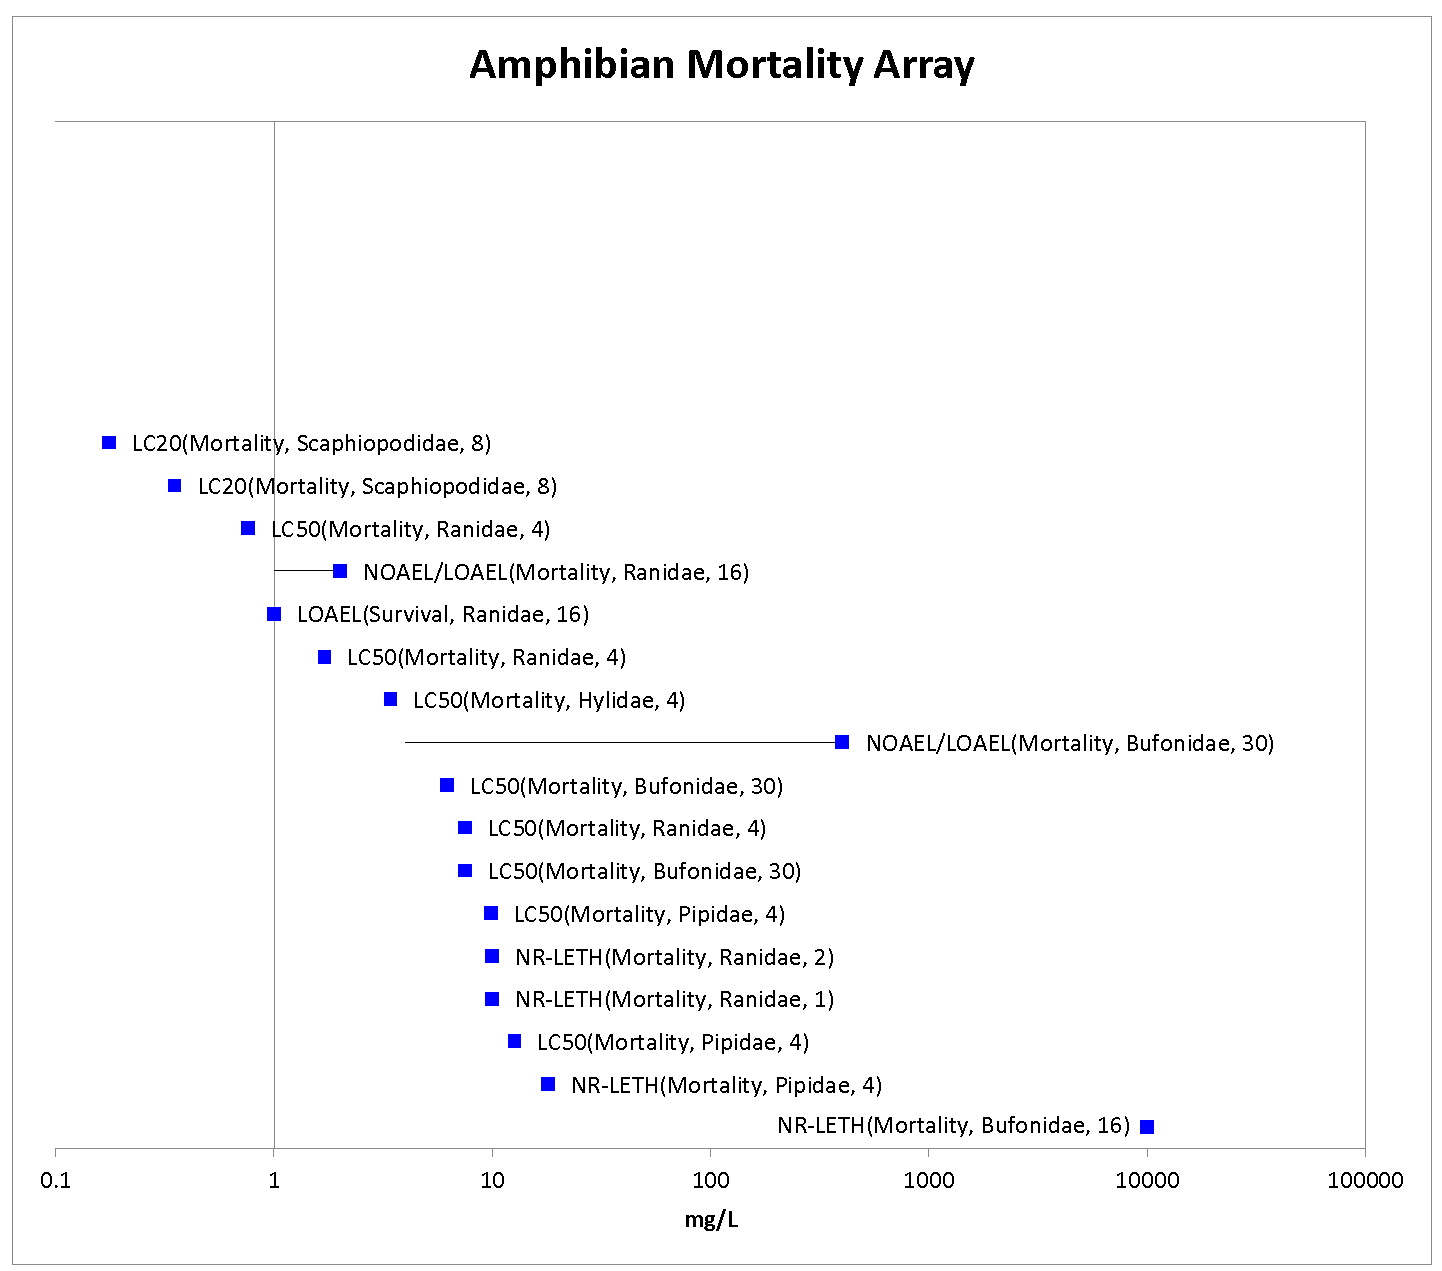 Amphibian Mortality Array
LC20(Mortality, Scaphiopodidae, 8)
LC20(Mortality, Scaphiopodidae, 8)
LC50(Mortality, Ranidae, 4)
NOAEL/LOAEL(Mortality, Ranidae, 16)
LOAEL(Survival, Ranidae, 16)
LC50(Mortality, Ranidae, 4)
LC50(Mortality, Hylidae, 4)
NOAEL/LOAEL(Mortality, Bufonidae, 30)
LC50(Mortality, Bufonidae, 30)
LC50(Mortality, Ranidae, 4)
LC50(Mortality, Bufonidae, 30)
LC50(Mortality, Pipidae, 4)
NR-LETH(Mortality, Ranidae, 2)
NR-LETH(Mortality, Ranidae, 1)
LC50(Mortality, Pipidae, 4)
NR-LETH(Mortality, Pipidae, 4)
NR-LETH(Mortality, Bufonidae, 16)
0.1 1 10 100 1000 10000 100000
mg/L